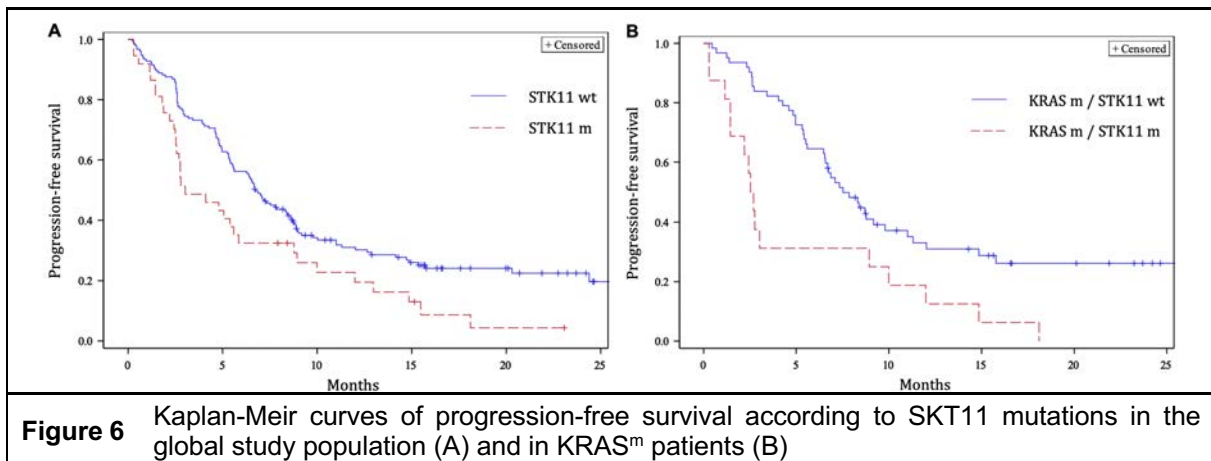 A
+ Censored
STK11 wt
STK11 m
Progression-free survival
1.0
0.8
0.6
0.4
0.2
0.0
0 5 10 15 20 25
Months
B
+ Censored
KRAS m / STK11 wt
KRAS m / STK11 m
Progression-free survival
1.0
0.8
0.6
0.4
0.2
0.0
0 5 10 15 20 25
Months
Figure 6 Kaplan-Meir curves of progression-free survival according to SKT11 mutations in the
global study population (A) and in KRASᵐ patients (B)